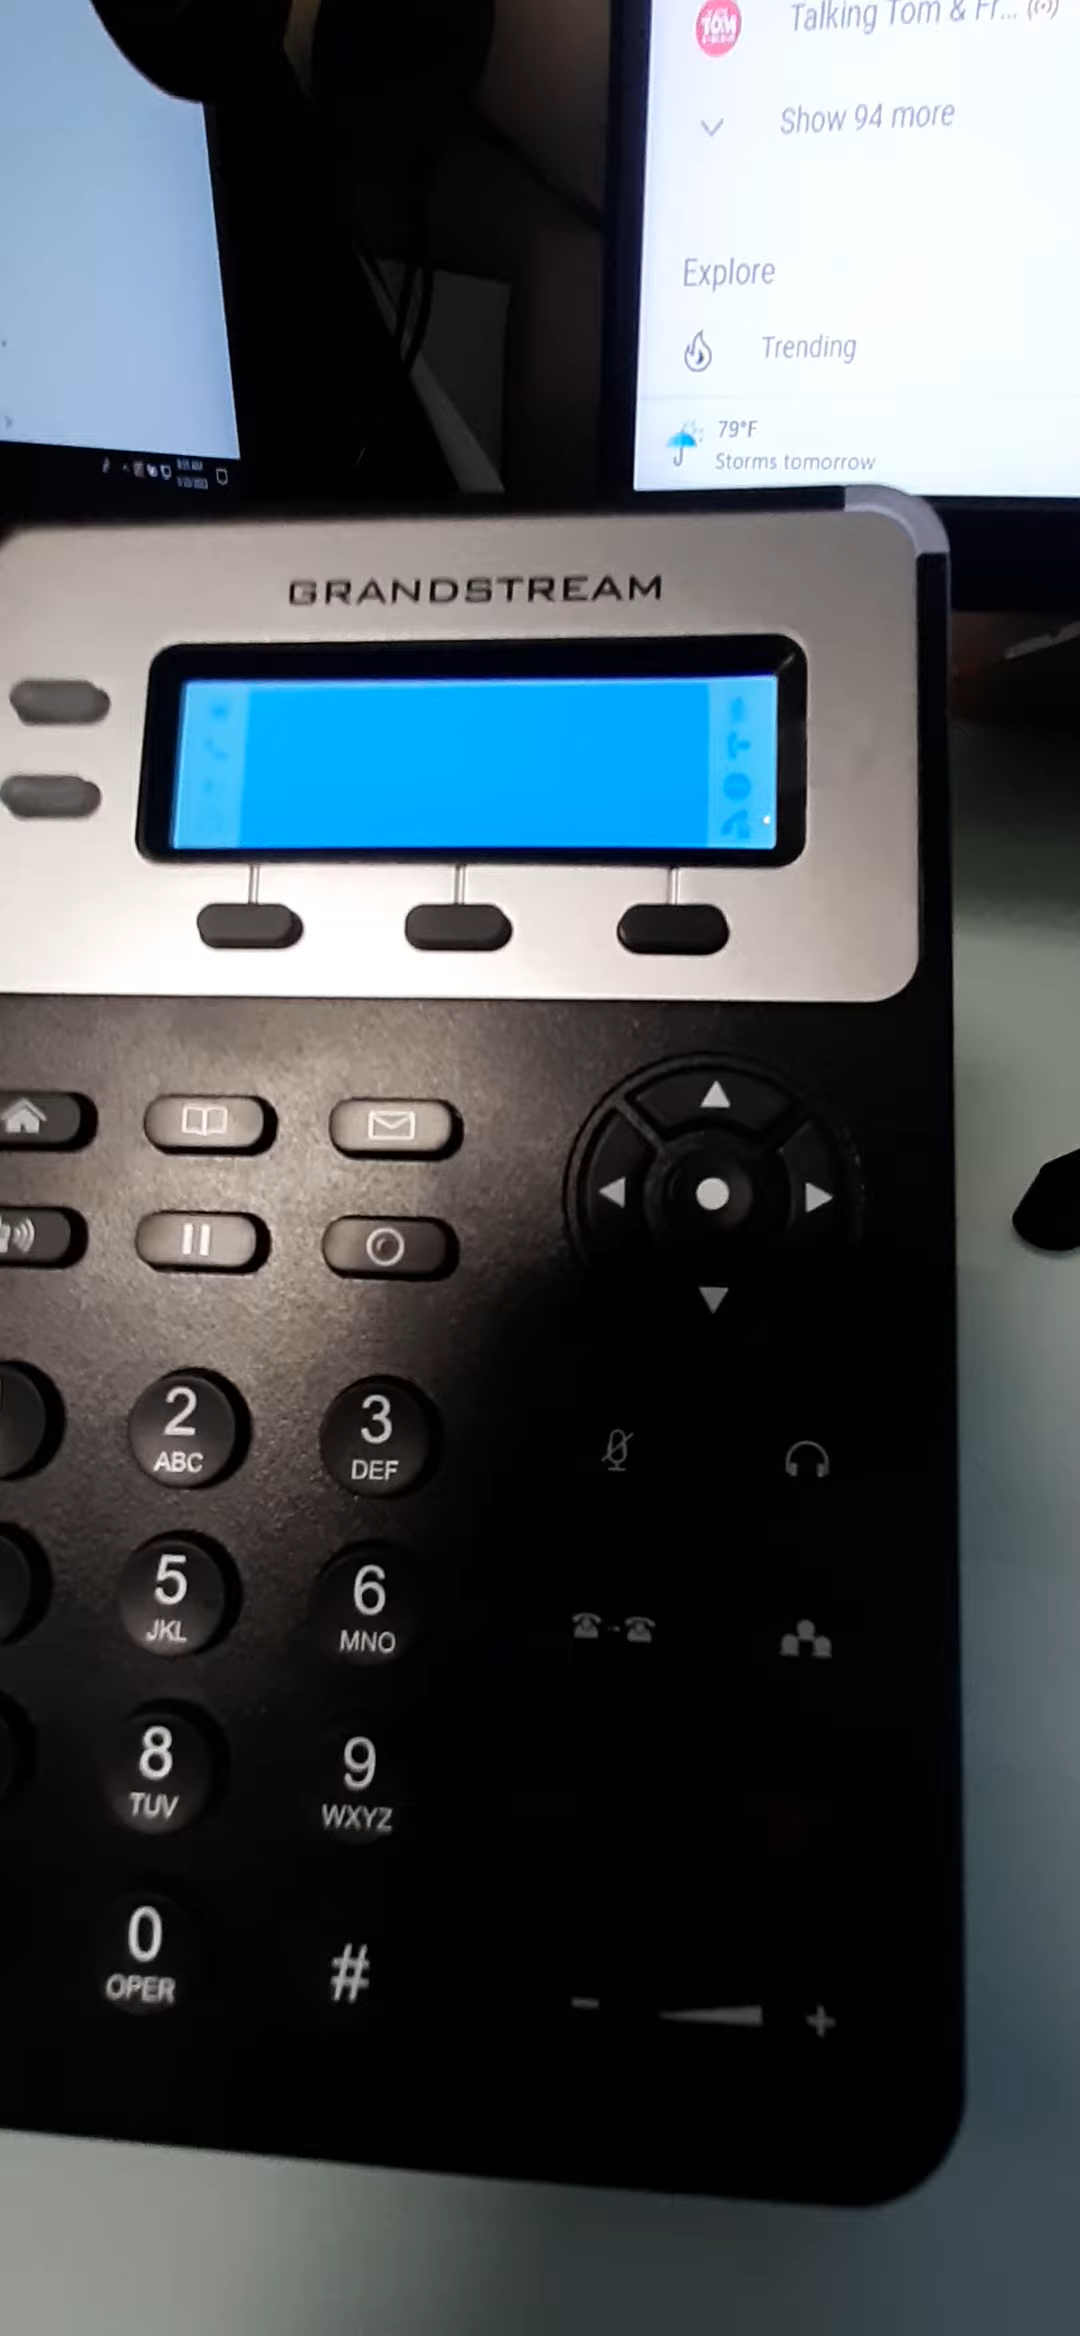 TOM
Talking Tom & Fr...
Show 94 more
Explore
Trending
79°F
Storms tomorrow
GRANDSTREAM
2
ABC
3
DEF
5
JKL
6
MNO
8
TUV
9
WXYZ
0
OPER
#
-
+